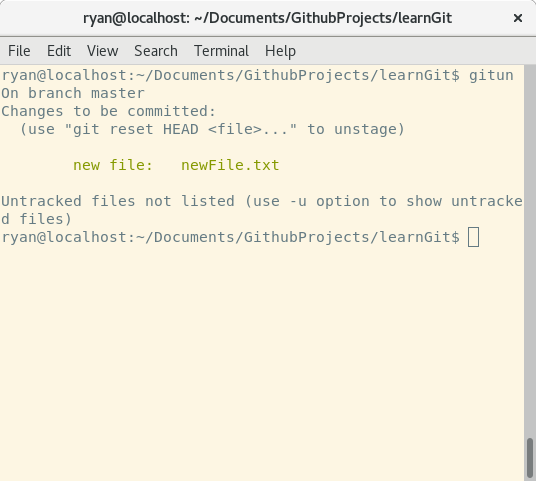 ryan@localhost: ~/Documents/GithubProjects/learnGit
File Edit View Search Terminal Help
ryan@localhost:~/Documents/GithubProjects/learnGit$ gitun
On branch master
Changes to be committed:
  (use "git reset HEAD <file>..." to unstage)
        new file:   newFile.txt
Untracked files not listed (use -u option to show untracke
d files)
ryan@localhost:~/Documents/GithubProjects/learnGit$